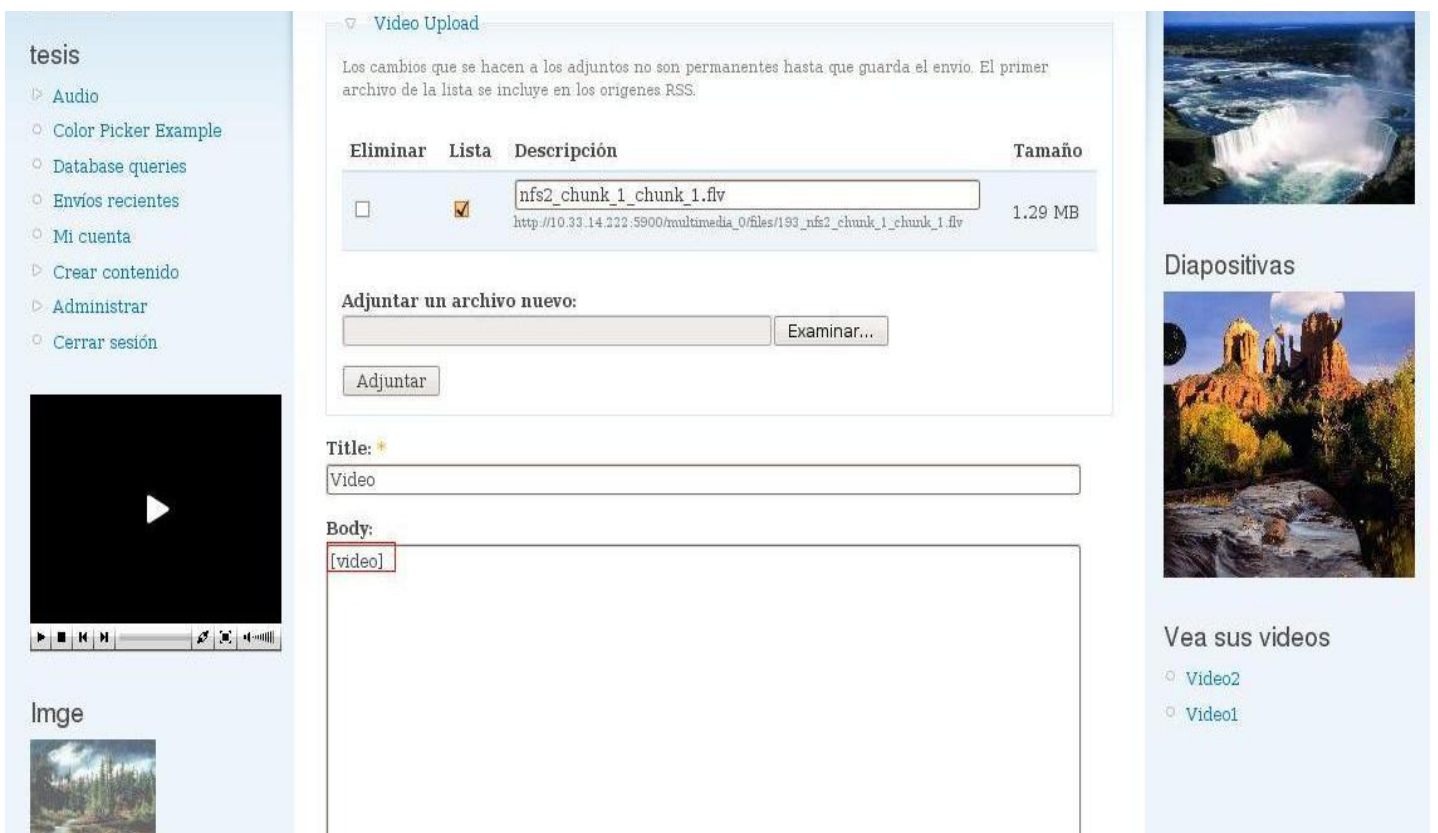 tesis
Audio
Color Picker Example
Database queries
Envíos recientes
Mi cuenta
Crear contenido
Administrar
Cerrar sesión
Imge
Video Upload
Los cambios que se hacen a los adjuntos no son permanentes hasta que guarda el envío. El primer
archivo de la lista se incluye en los orígenes RSS.
Eliminar Lista Descripción Tamaño
nfs2_chunk_1_chunk_1.flv
http://10.33.14.222:5900/multimedia_0/files/193_nfs2_chunk_1_chunk_1.flv
1.29 MB
Adjuntar un archivo nuevo:
Examinar...
Adjuntar
Title: *
Video
Body:
[video]
Diapositivas
Vea sus videos
Video2
Video1